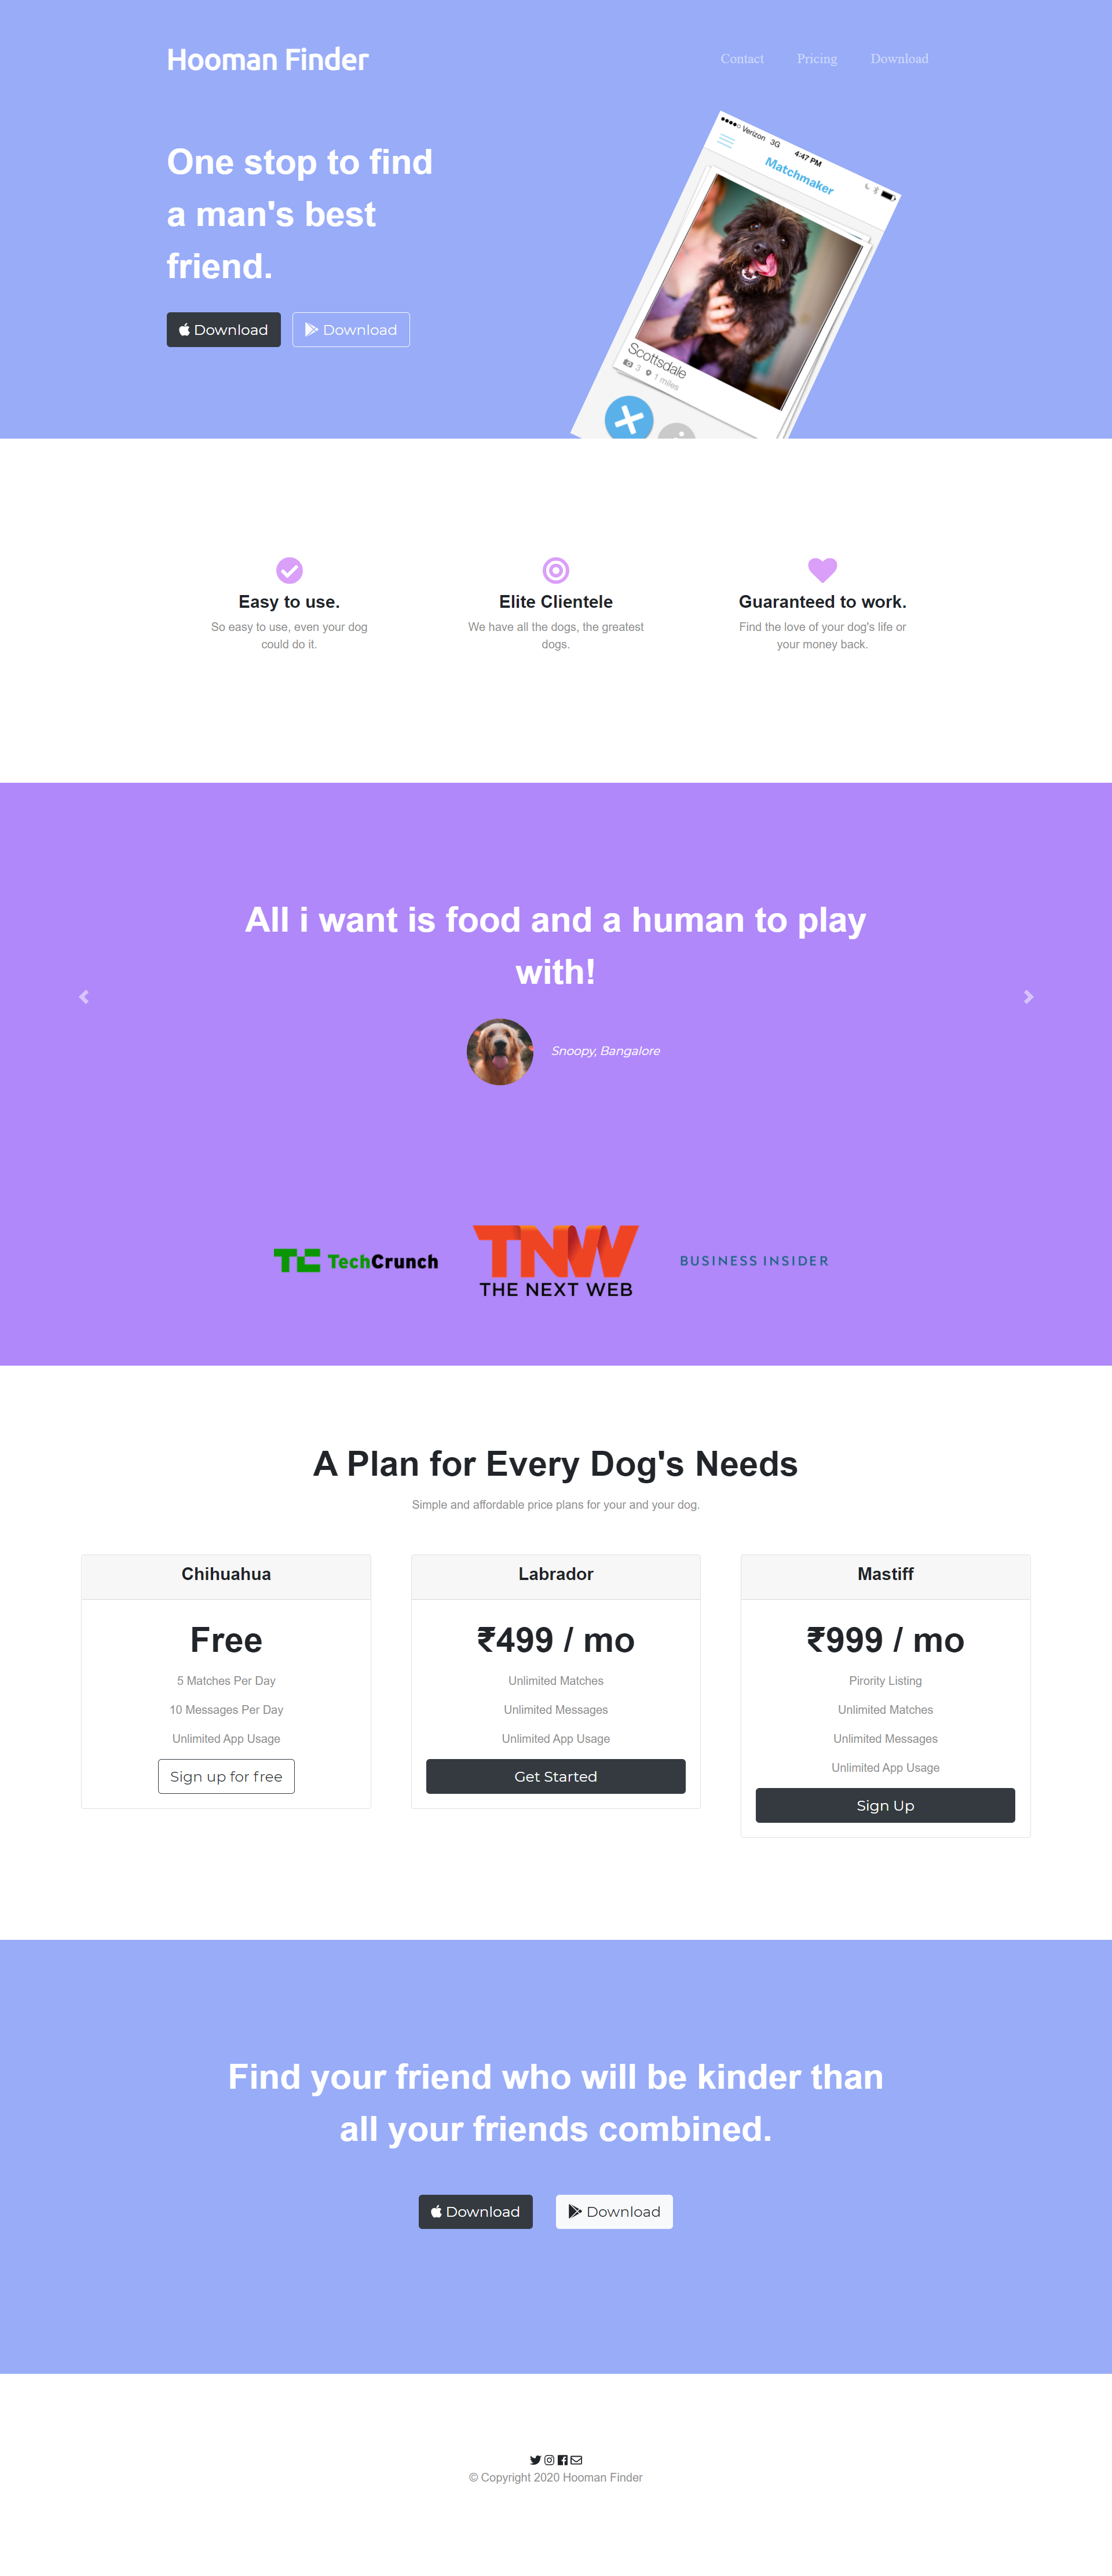 Hooman Finder
Contact Pricing Download
One stop to find
a man's best
friend.
Download Download
Verizon 3G 4:47 PM
Matchmaker
Scottsdale
3 1 miles
Easy to use.
So easy to use, even your dog
could do it.
Elite Clientele
We have all the dogs, the greatest
dogs.
Guaranteed to work.
Find the love of your dog's life or
your money back.
All i want is food and a human to play
with!
Snoopy, Bangalore
TC TechCrunch
TNW
THE NEXT WEB
BUSINESS INSIDER
A Plan for Every Dog's Needs
Simple and affordable price plans for your and your dog.
Chihuahua
Free
5 Matches Per Day
10 Messages Per Day
Unlimited App Usage
Sign up for free
Labrador
₹499 / mo
Unlimited Matches
Unlimited Messages
Unlimited App Usage
Get Started
Mastiff
₹999 / mo
Pirority Listing
Unlimited Matches
Unlimited Messages
Unlimited App Usage
Sign Up
Find your friend who will be kinder than
all your friends combined.
Download Download
© Copyright 2020 Hooman Finder